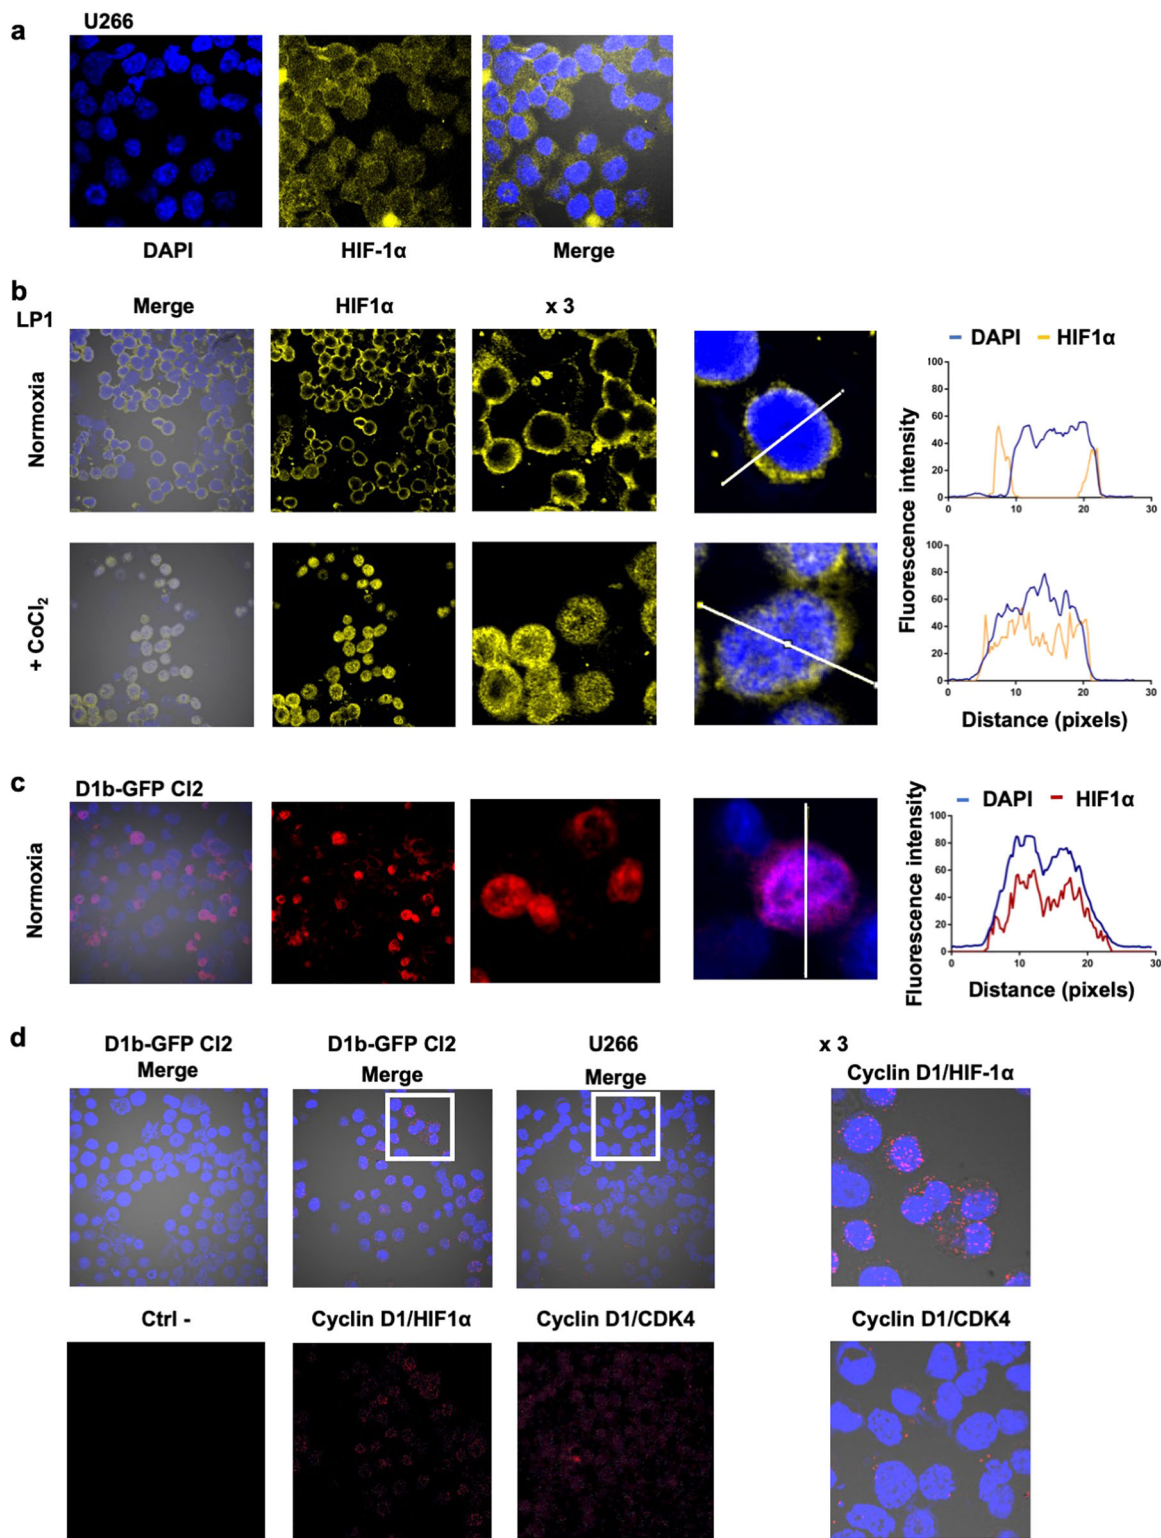 a
U266
DAPI HIF-1α Merge
b
LP1
Merge HIF1α x 3
Normoxia
DAPI HIF1α
Fluorescence intensity
100
80
60
40
20
0
0 10 20 30
+ CoCl₂
100
80
60
40
20
0
0 10 20 30
Distance (pixels)
c
D1b-GFP Cl2
Normoxia
DAPI HIF1α
Fluorescence intensity
100
80
60
40
20
0
0 10 20 30
Distance (pixels)
d
D1b-GFP Cl2 D1b-GFP Cl2 U266 x 3
Merge Merge Merge Cyclin D1/HIF-1α
Ctrl - Cyclin D1/HIF1α Cyclin D1/CDK4 Cyclin D1/CDK4